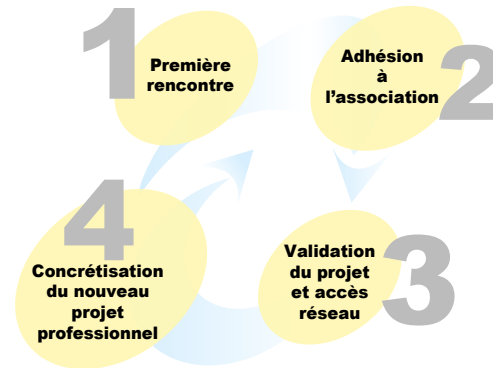 1
Première
rencontre
2
Adhésion
à
l'association
3
Validation
du projet
et accès
réseau
4
Concrétisation
du nouveau
projet
professionnel